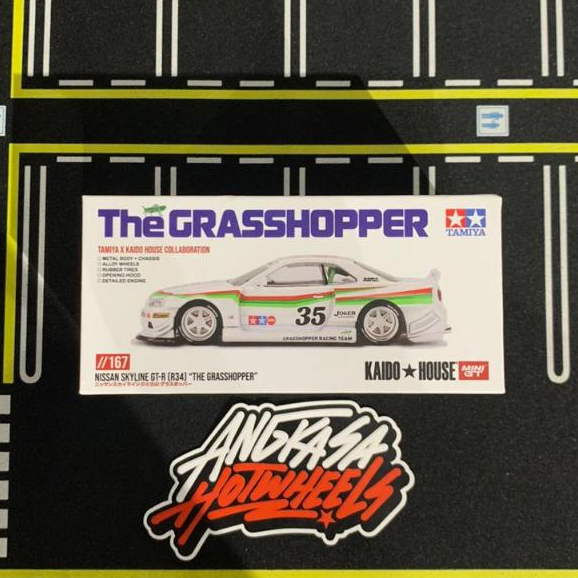 The GRASSHOPPER
TAMIYA
TAMIYA X KAIDO HOUSE COLLABORATION
METAL BODY + CHASSIS
ALLOY WHEELS
RUBBER TIRES
OPENING HOOD
DETAILED ENGINE
35
JOKER
GRASSHOPPER RACING TEAM
//167
NISSAN SKYLINE GT-R (R34) "THE GRASSHOPPER"
KAIDO★HOUSE
MINI GT
ANGKASA
HOTWHEELS